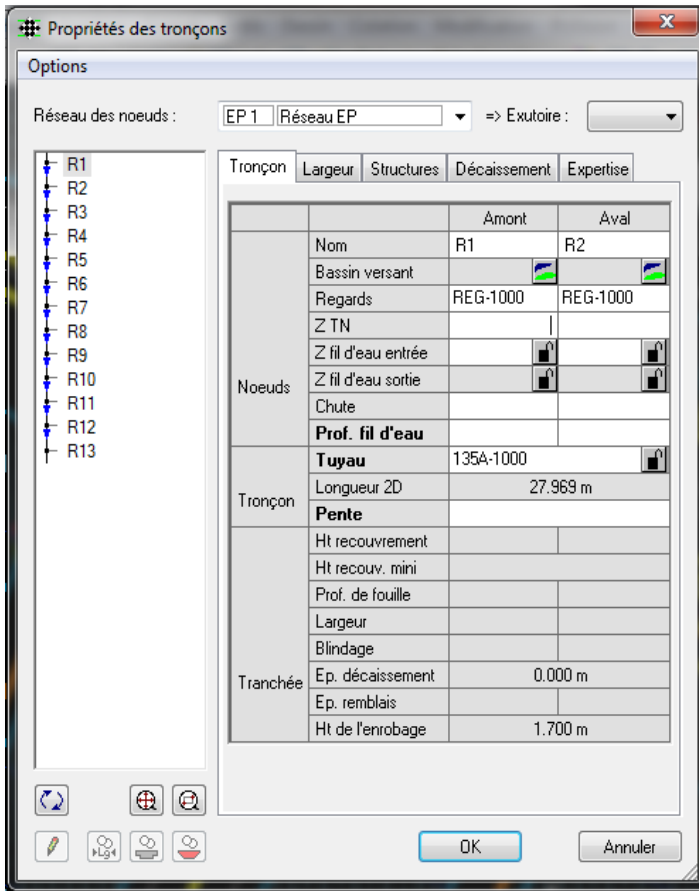 Propriétés des tronçons
Options
Réseau des noeuds :
EP 1 Réseau EP
=> Exutoire :
R1
R2
R3
R4
R5
R6
R7
R8
R9
R10
R11
R12
R13
Tronçon Largeur Structures Décaissement Expertise
Amont Aval
Noeuds
Nom R1 R2
Bassin versant
Regards REG-1000 REG-1000
Z TN
Z fil d'eau entrée
Z fil d'eau sortie
Chute
Prof. fil d'eau
Tronçon
Tuyau 135A-1000
Longueur 2D 27.969 m
Pente
Tranchée
Ht recouvrement
Ht recouv. mini
Prof. de fouille
Largeur
Blindage
Ep. décaissement 0.000 m
Ep. remblais
Ht de l'enrobage 1.700 m
Lg
OK Annuler